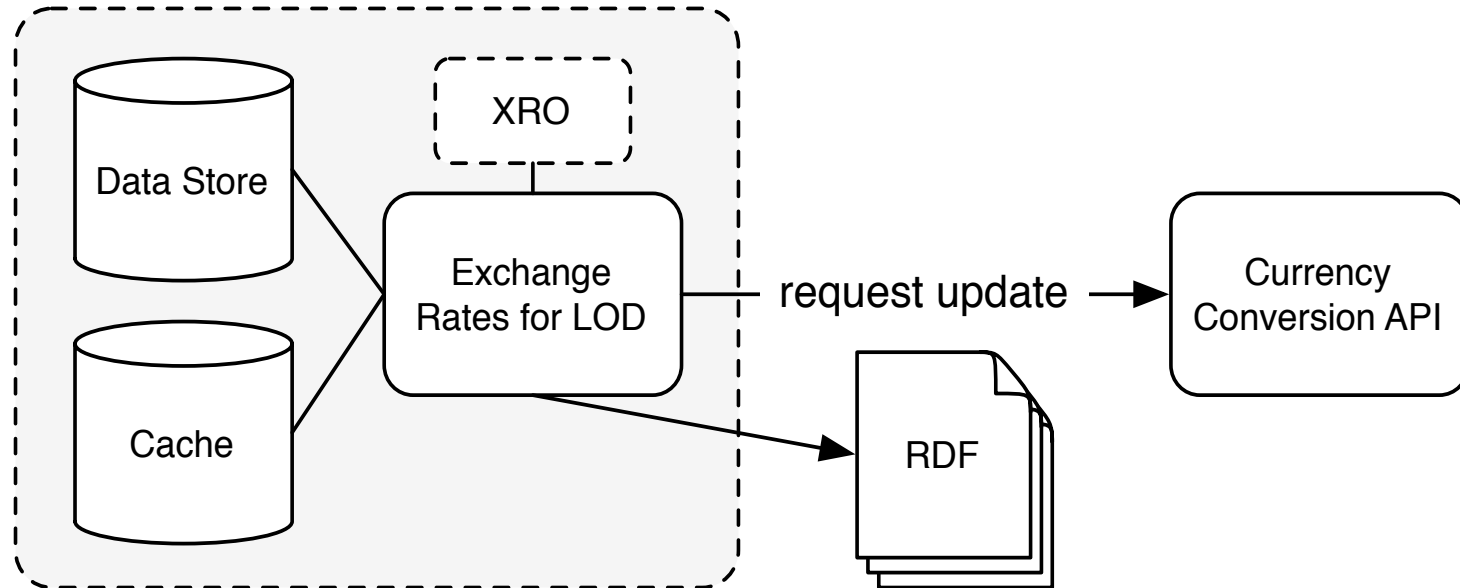 XRO
Data Store
Exchange
Rates for LOD
request update
Currency
Conversion API
Cache
RDF